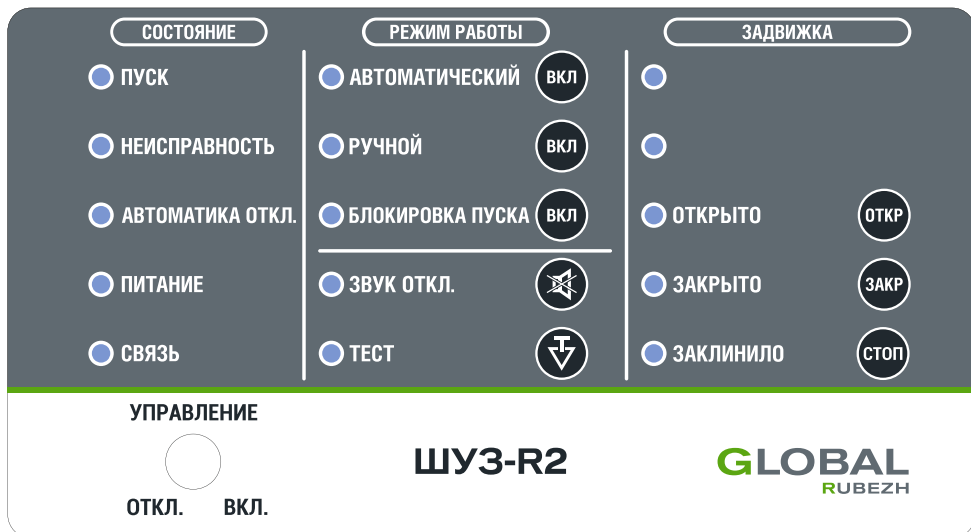 СОСТОЯНИЕ
ПУСК
НЕИСПРАВНОСТЬ
АВТОМАТИКА ОТКЛ.
ПИТАНИЕ
СВЯЗЬ
РЕЖИМ РАБОТЫ
АВТОМАТИЧЕСКИЙ ВКЛ
РУЧНОЙ ВКЛ
БЛОКИРОВКА ПУСКА ВКЛ
ЗВУК ОТКЛ.
ТЕСТ
ЗАДВИЖКА
ОТКРЫТО ОТКР
ЗАКРЫТО ЗАКР
ЗАКЛИНИЛО СТОП
УПРАВЛЕНИЕ
ОТКЛ. ВКЛ.
ШУЗ-R2
GLOBAL
RUBEZH